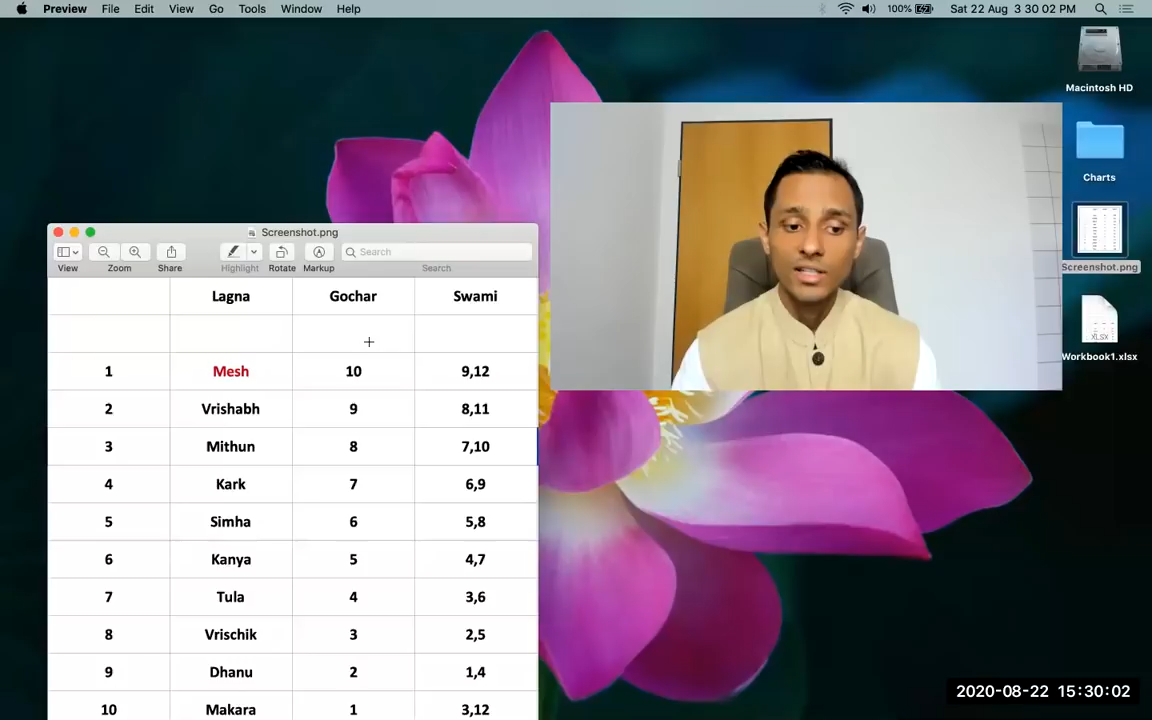 Preview File Edit View Go Tools Window Help 100% Sat 22 Aug 3 30 02 PM
Macintosh HD
Charts
Screenshot.png
Workbook1.xlsx
XLSX
Screenshot.png
Search
View Zoom Share Highlight Rotate Markup Search
Lagna Gochar Swami
1 Mesh 10 9,12
2 Vrishabh 9 8,11
3 Mithun 8 7,10
4 Kark 7 6,9
5 Simha 6 5,8
6 Kanya 5 4,7
7 Tula 4 3,6
8 Vrischik 3 2,5
9 Dhanu 2 1,4
10 Makara 1 3,12
2020-08-22 15:30:02